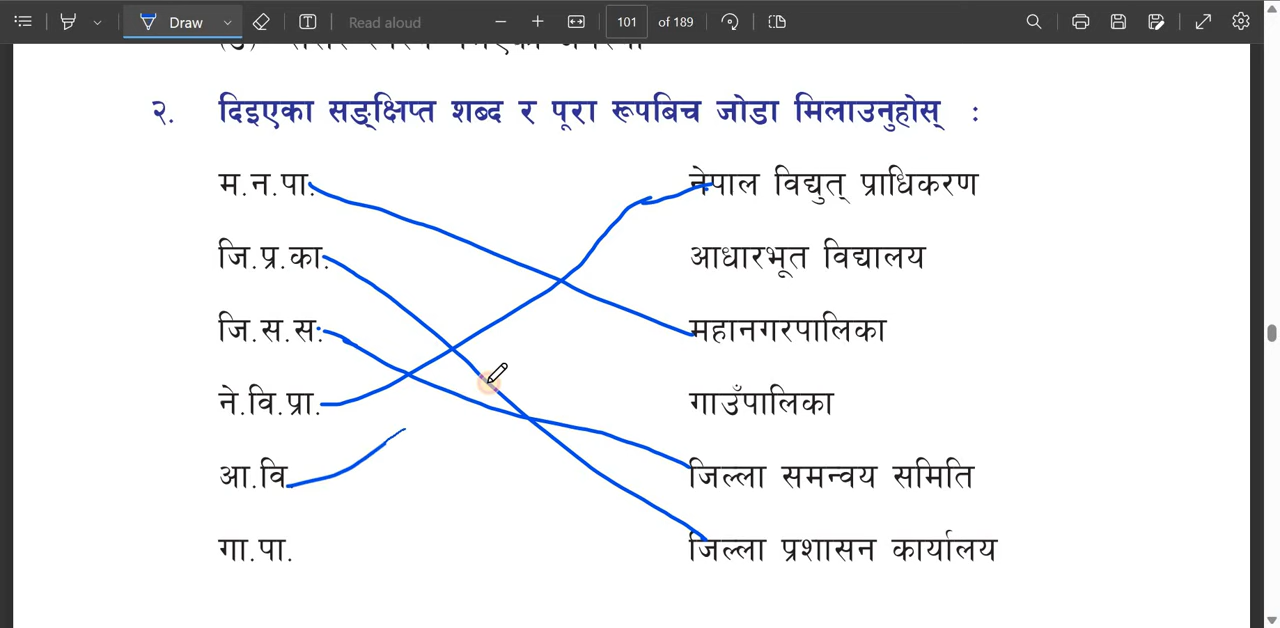 Draw
Read aloud
101 of 189
२. दिइएका सङ्क्षिप्त शब्द र पूरा रूपबिच जोडा मिलाउनुहोस् :
म.न.पा. नेपाल विद्युत् प्राधिकरण
जि.प्र.का. आधारभूत विद्यालय
जि.स.स. महानगरपालिका
ने.वि.प्रा. गाउँपालिका
आ.वि. जिल्ला समन्वय समिति
गा.पा. जिल्ला प्रशासन कार्यालय